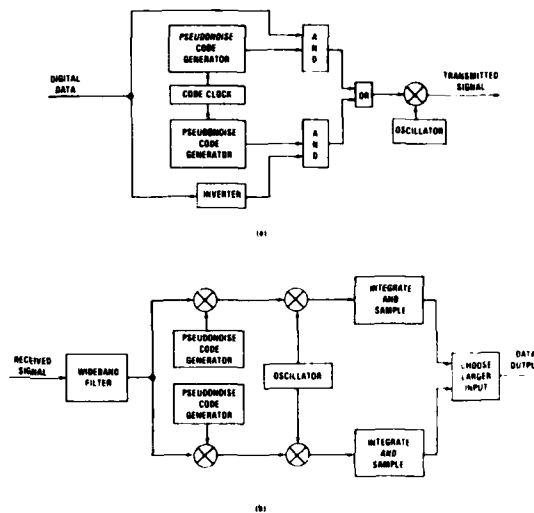 PSEUDONOISE
CODE
GENERATOR
A
N
D
DIGITAL
DATA
CODE CLOCK
OR
TRANSMITTED
SIGNAL
OSCILLATOR
PSEUDONOISE
CODE
GENERATOR
A
N
D
INVERTER
(a)
INTEGRATE
AND
SAMPLE
PSEUDONOISE
CODE GENERATOR
RECEIVED
SIGNAL
WIDEBAND
FILTER
OSCILLATOR
CHOOSE
LARGER
INPUT
DATA
OUTPUT
PSEUDONOISE
CODE GENERATOR
INTEGRATE
AND
SAMPLE
(b)